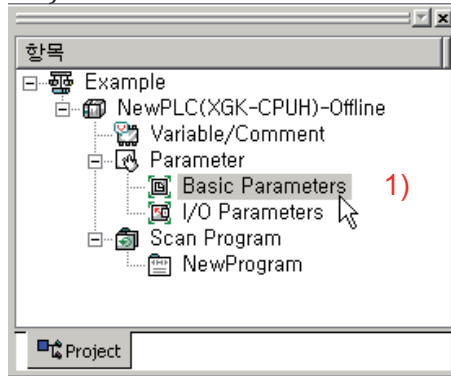 항목
Example
NewPLC(XGK-CPUH)-Offline
Variable/Comment
Parameter
Basic Parameters 1)
I/O Parameters
Scan Program
NewProgram
Project